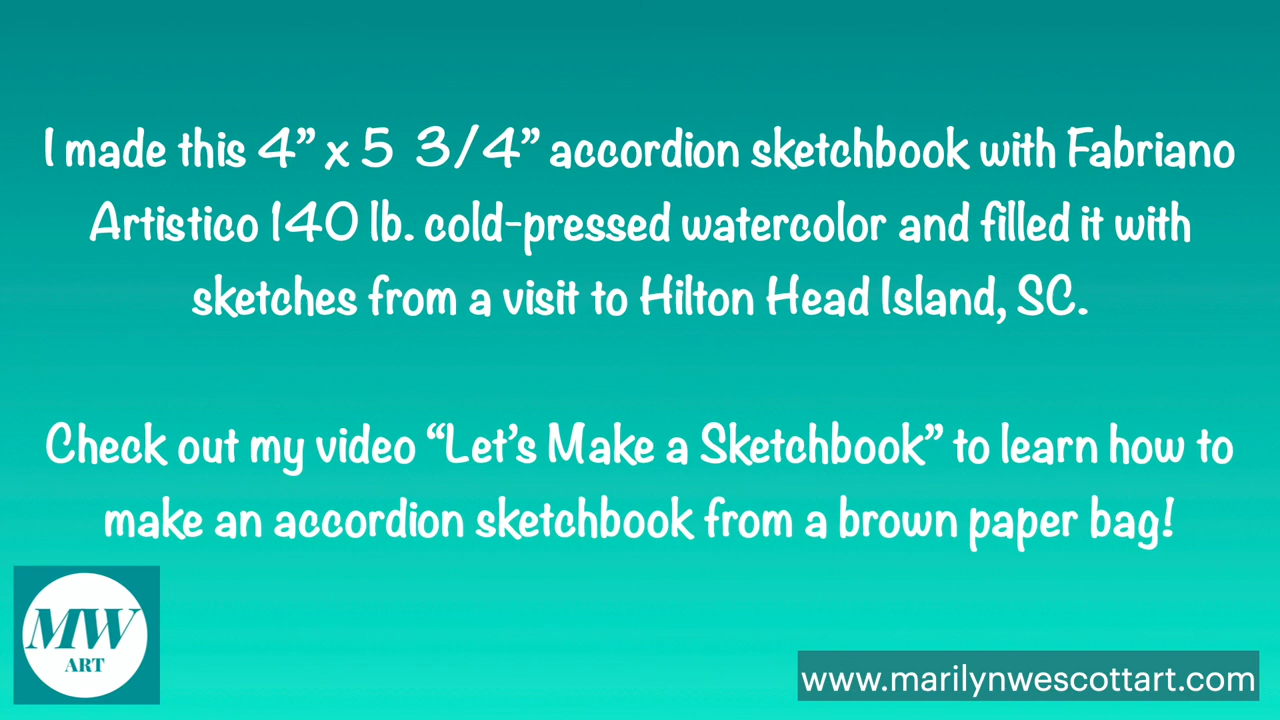 I made this 4” x 5 3/4” accordion sketchbook with Fabriano
Artistico 140 lb. cold-pressed watercolor and filled it with
sketches from a visit to Hilton Head Island, SC.
Check out my video “Let’s Make a Sketchbook” to learn how to
make an accordion sketchbook from a brown paper bag!
MW
ART
www.marilynwescottart.com